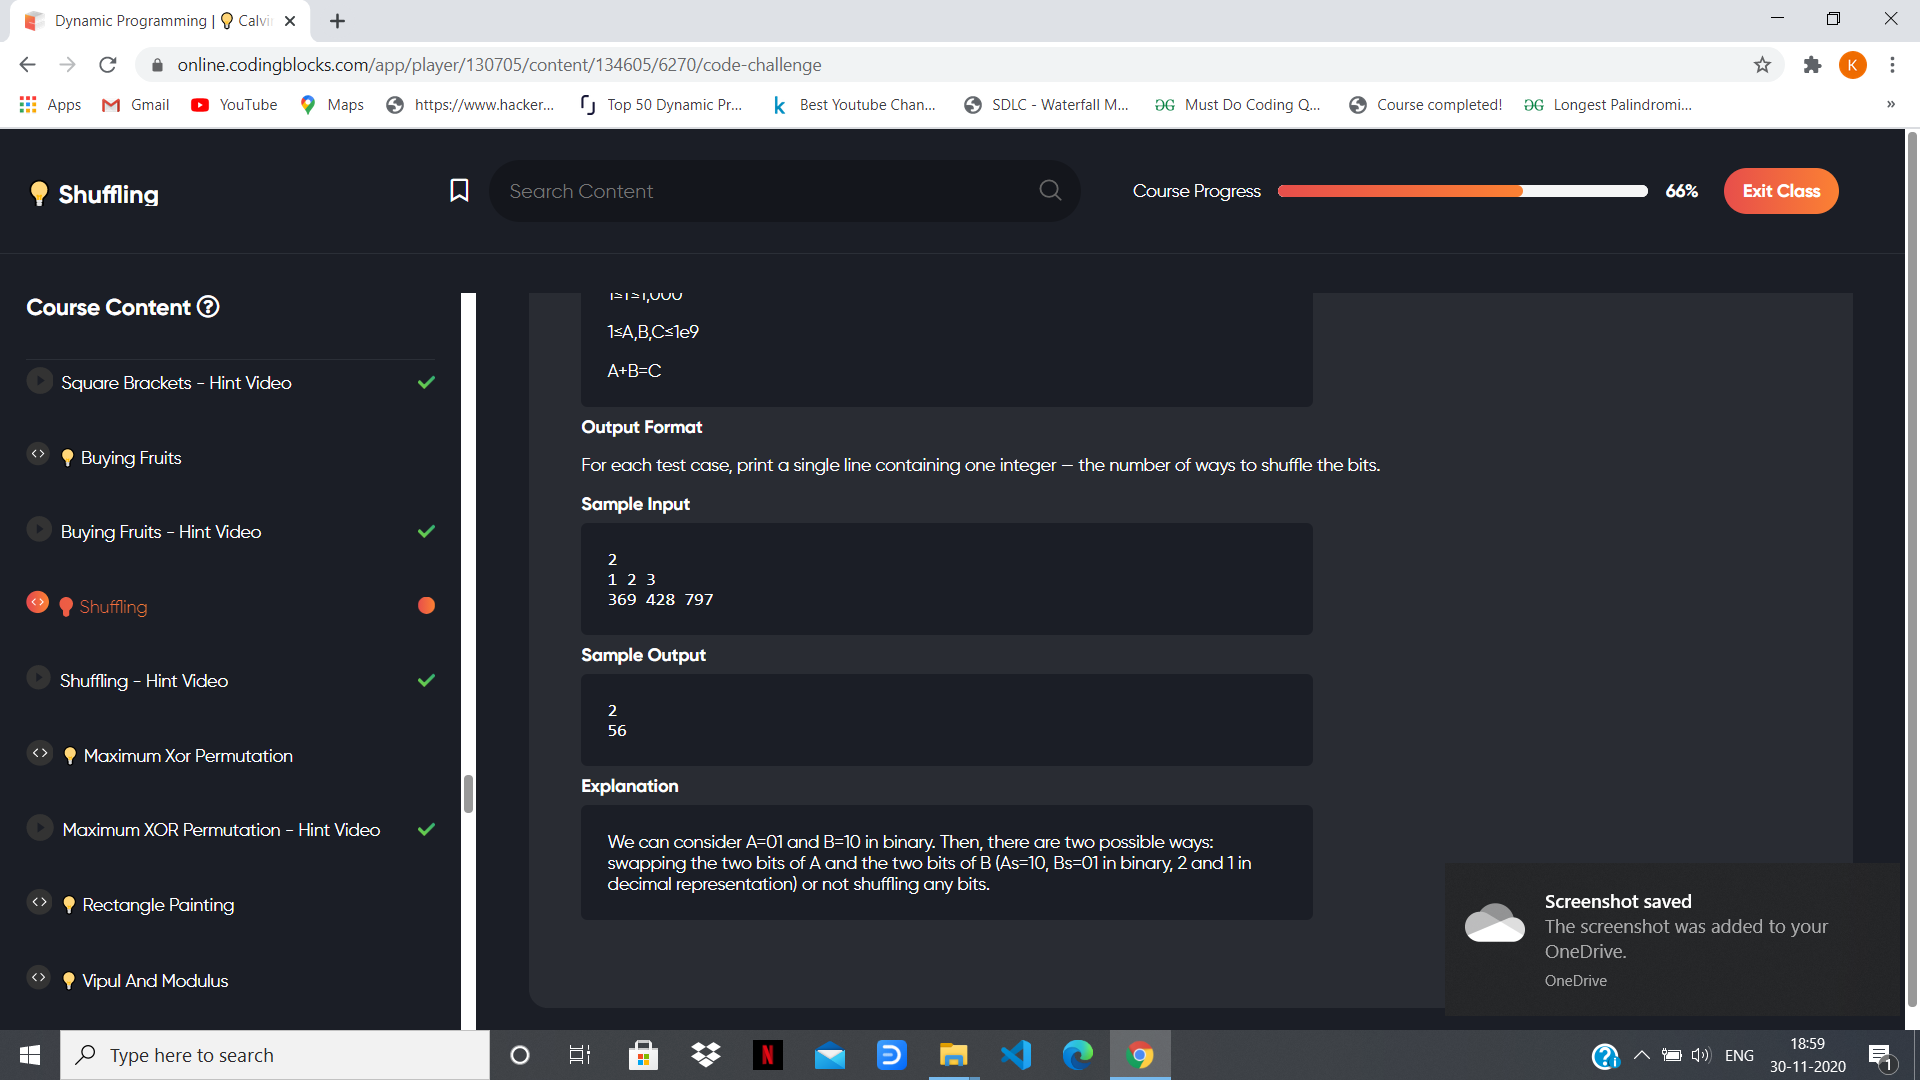 Dynamic Programming | 💡 Calvi
online.codingblocks.com/app/player/130705/content/134605/6270/code-challenge
K
Apps
Gmail
YouTube
Maps
https://www.hacker...
Top 50 Dynamic Pr...
Best Youtube Chan...
SDLC - Waterfall M...
Must Do Coding Q...
Course completed!
Longest Palindromi...
»
💡 Shuffling
Search Content
Course Progress
66%
Exit Class
Course Content
Square Brackets - Hint Video
💡 Buying Fruits
Buying Fruits - Hint Video
Shuffling
Shuffling - Hint Video
💡 Maximum Xor Permutation
Maximum XOR Permutation - Hint Video
💡 Rectangle Painting
💡 Vipul And Modulus
1≤T≤1,000
1≤A,B,C≤1e9
A+B=C
Output Format
For each test case, print a single line containing one integer — the number of ways to shuffle the bits.
Sample Input
2
1 2 3
369 428 797
Sample Output
2
56
Explanation
We can consider A=01 and B=10 in binary. Then, there are two possible ways:
swapping the two bits of A and the two bits of B (As=10, Bs=01 in binary, 2 and 1 in
decimal representation) or not shuffling any bits.
Screenshot saved
The screenshot was added to your
OneDrive.
OneDrive
Type here to search
N
ENG
18:59
30-11-2020
1